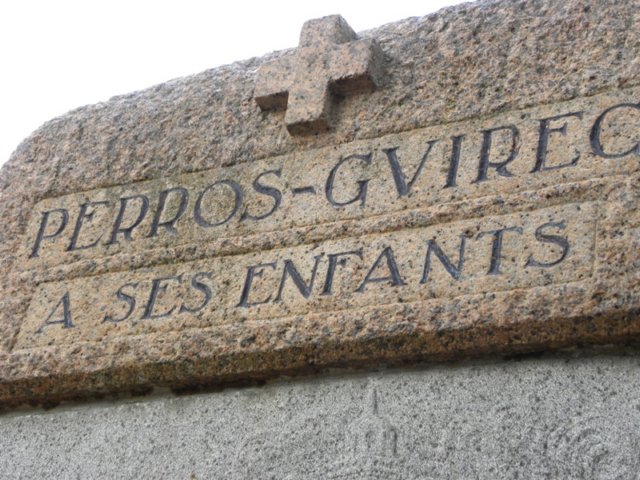 PERROS-GVIREC
A SES ENFANTS